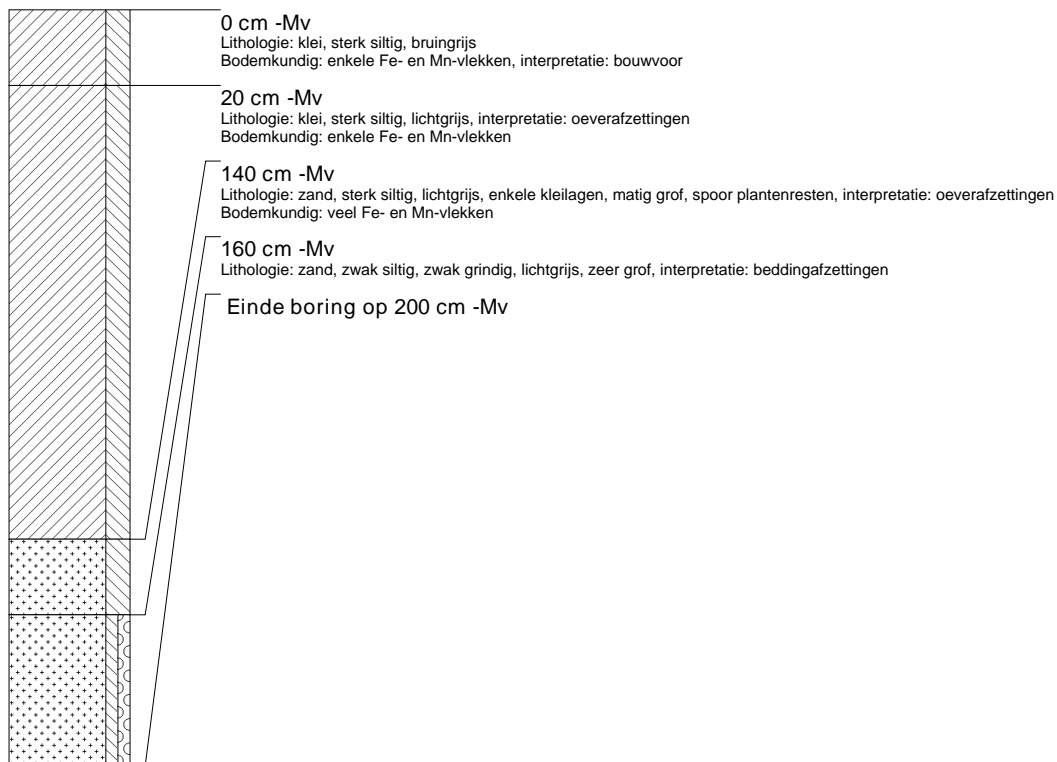 0 cm -Mv
Lithologie: klei, sterk siltig, bruingrijs
Bodemkundig: enkele Fe- en Mn-vlekken, interpretatie: bouwvoor
20 cm -Mv
Lithologie: klei, sterk siltig, lichtgrijs, interpretatie: oeverafzettingen
Bodemkundig: enkele Fe- en Mn-vlekken
140 cm -Mv
Lithologie: zand, sterk siltig, lichtgrijs, enkele kleilagen, matig grof, spoor plantenresten, interpretatie: oeverafzettingen
Bodemkundig: veel Fe- en Mn-vlekken
160 cm -Mv
Lithologie: zand, zwak siltig, zwak grindig, lichtgrijs, zeer grof, interpretatie: beddingafzettingen
Einde boring op 200 cm -Mv